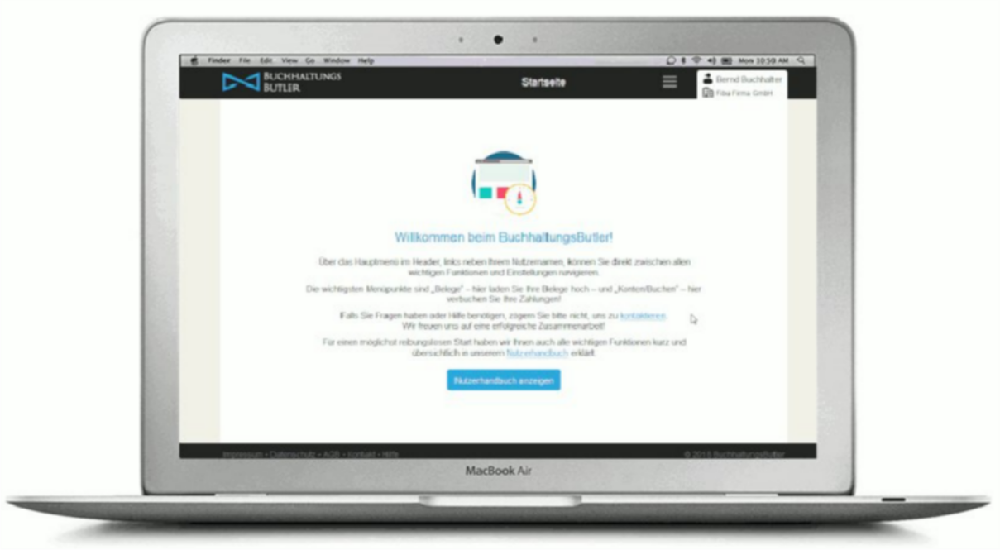 Finder File Edit View Go Window Help
Mon 10:50 AM
BUCHHALTUNGS
BUTLER
Startseite
Bernd Buchhalter
Fibu Firma GmbH
Willkommen beim BuchhaltungsButler!
Über das Hauptmenü im Header, links neben Ihrem Nutzernamen, können Sie direkt zwischen allen
wichtigen Funktionen und Einstellungen navigieren.
Die wichtigsten Menüpunkte sind „Belege“ – hier laden Sie Ihre Belege hoch – und „Konten/Buchen“ – hier
verbuchen Sie Ihre Zahlungen!
Falls Sie Fragen haben oder Hilfe benötigen, zögern Sie bitte nicht, uns zu kontaktieren.
Wir freuen uns auf eine erfolgreiche Zusammenarbeit!
Für einen möglichst reibungslosen Start haben wir Ihnen auch alle wichtigen Funktionen kurz und
übersichtlich in unserem Nutzerhandbuch erklärt.
Nutzerhandbuch anzeigen
Impressum • Datenschutz • AGB • Kontakt • Hilfe
© BuchhaltungsButler
MacBook Air